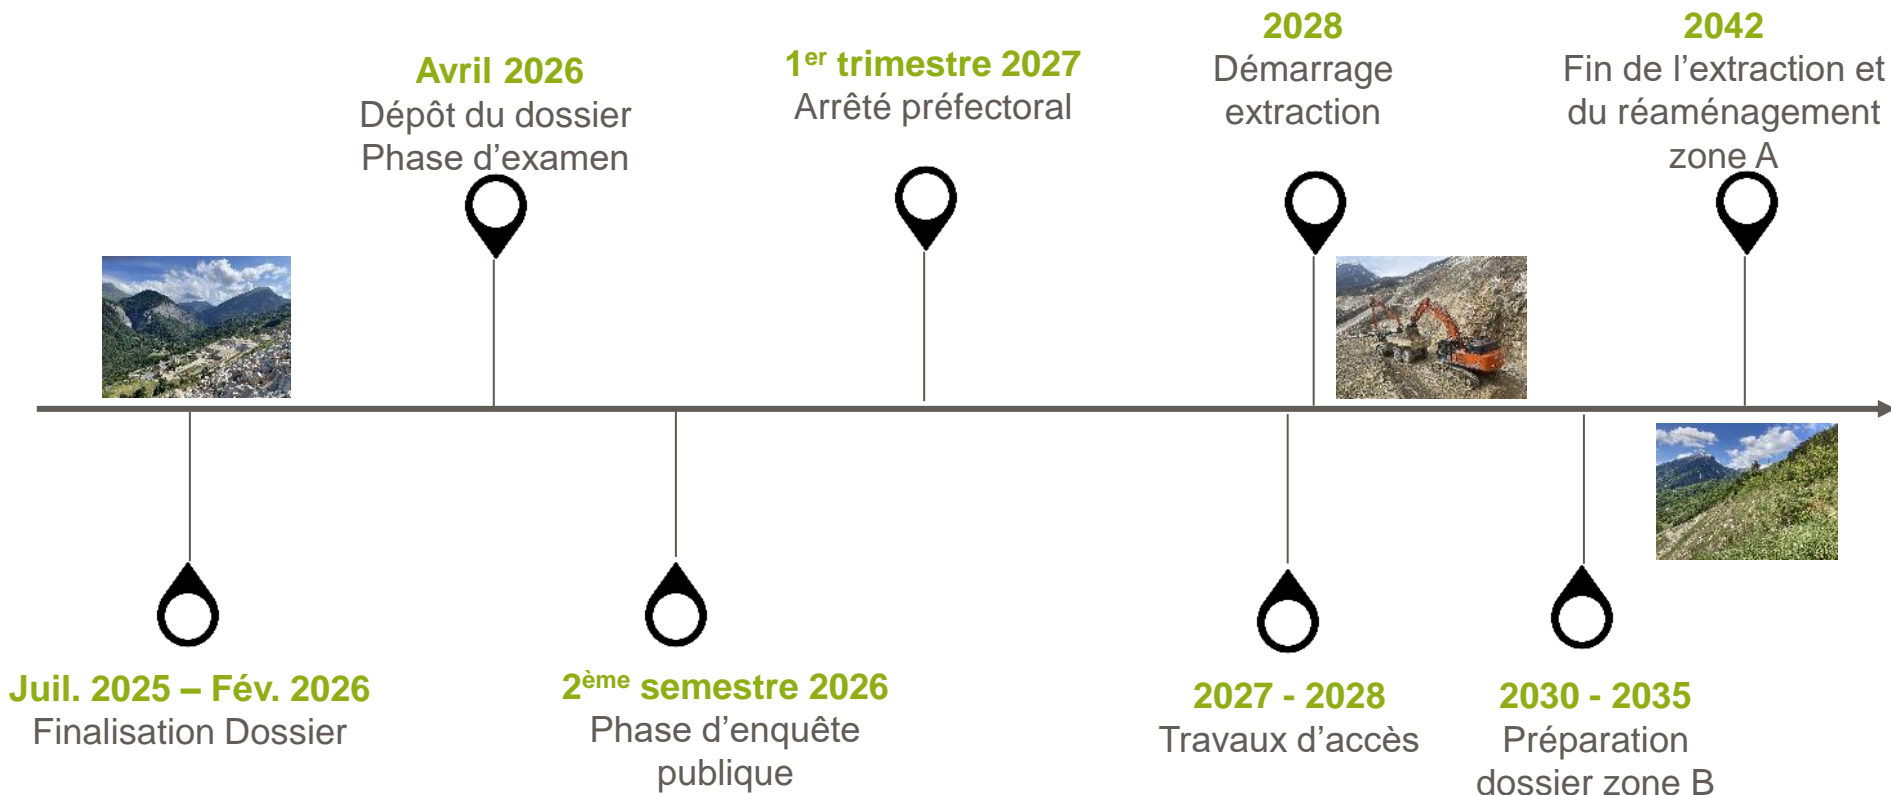 Avril 2026
Dépôt du dossier
Phase d’examen
1er trimestre 2027
Arrêté préfectoral
2028
Démarrage
extraction
2042
Fin de l’extraction et
du réaménagement
zone A
Juil. 2025 – Fév. 2026
Finalisation Dossier
2ème semestre 2026
Phase d’enquête
publique
2027 - 2028
Travaux d’accès
2030 - 2035
Préparation
dossier zone B